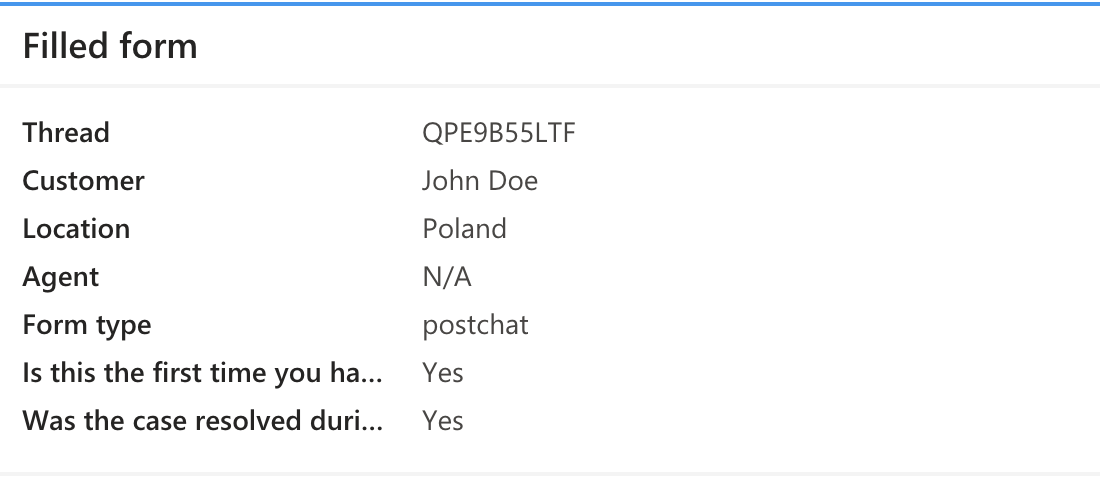 Filled form
Thread QPE9B55LTF
Customer John Doe
Location Poland
Agent N/A
Form type postchat
Is this the first time you ha... Yes
Was the case resolved duri... Yes